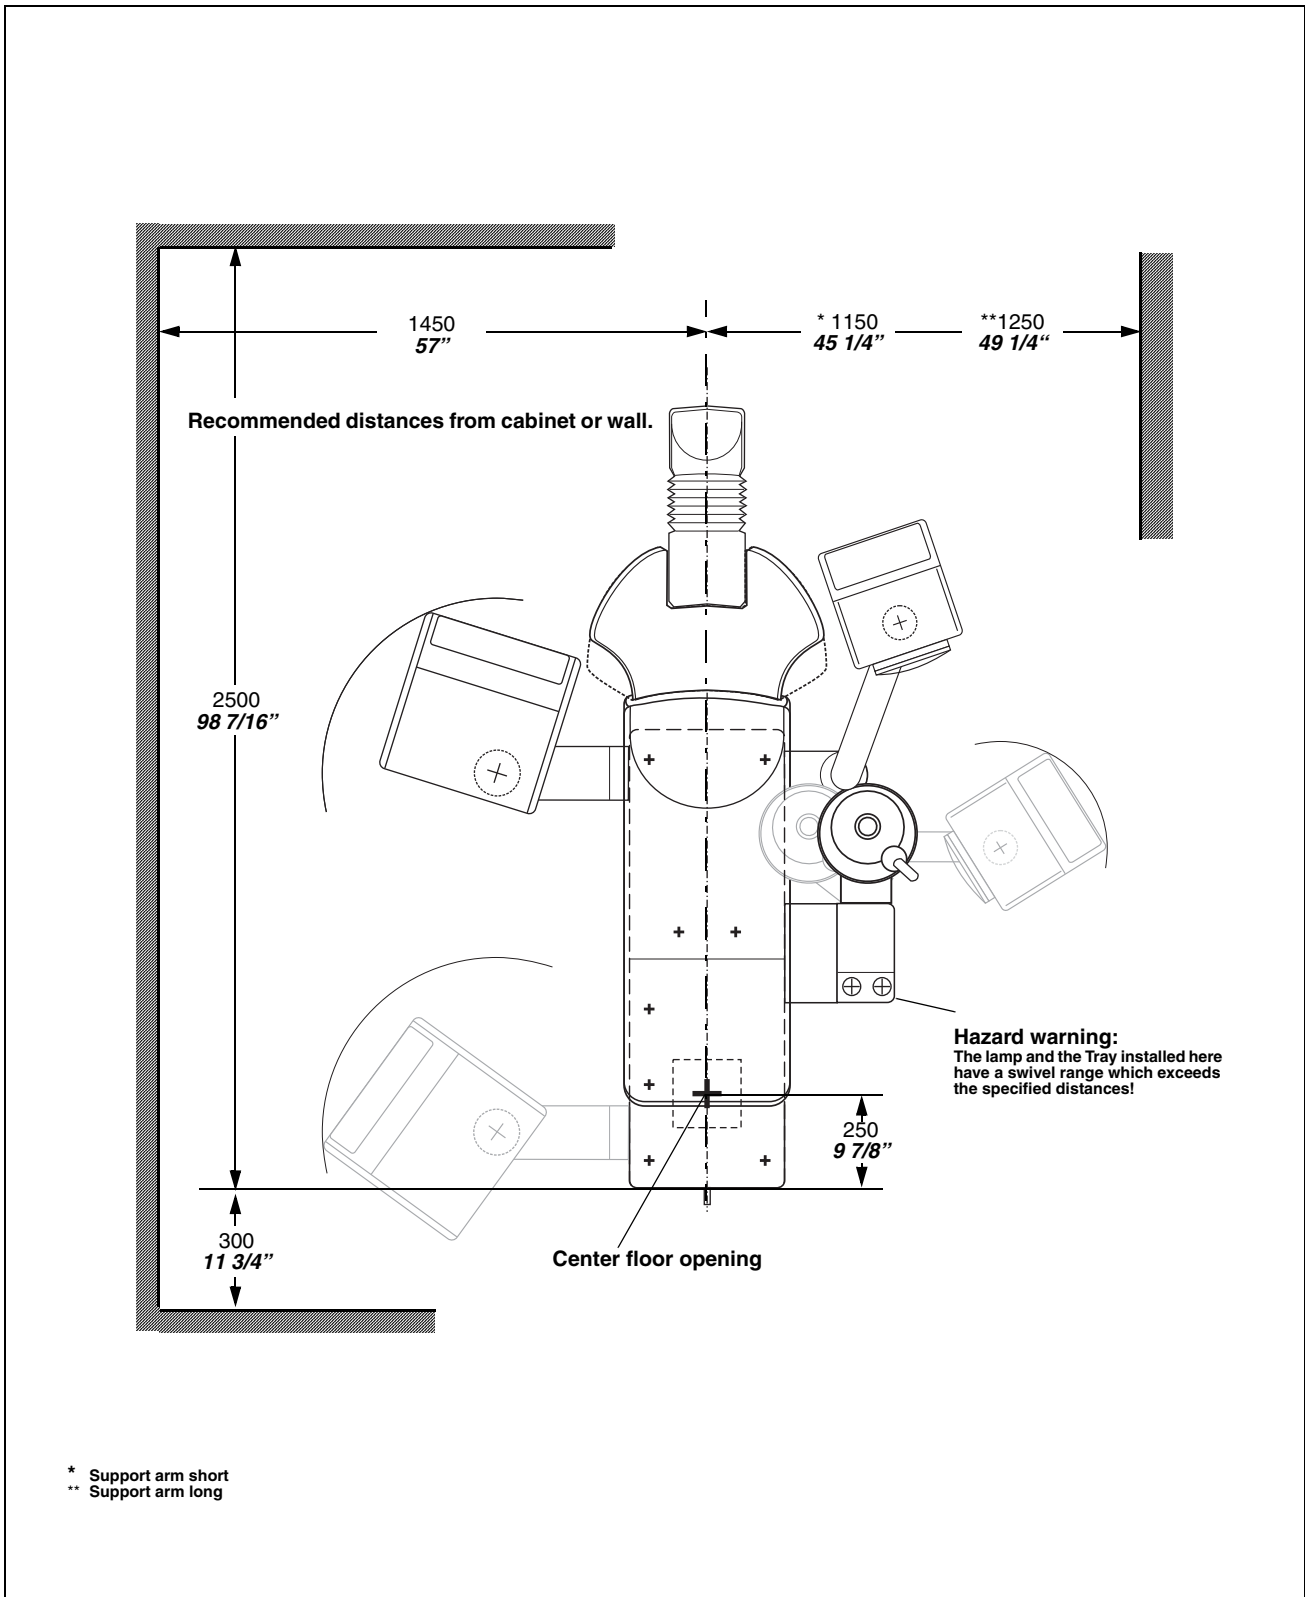 1450
57”
* 1150
45 1/4”
**1250
49 1/4“
Recommended distances from cabinet or wall.
2500
98 7/16”
Hazard warning:
The lamp and the Tray installed here
have a swivel range which exceeds
the specified distances!
250
9 7/8”
300
11 3/4”
Center floor opening
* Support arm short
** Support arm long